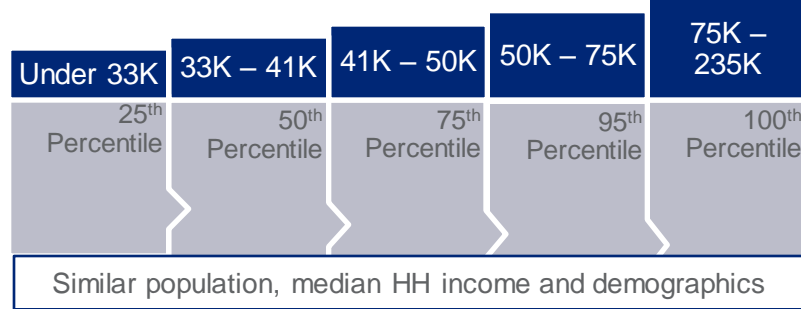 Under 33K
33K – 41K
41K – 50K
50K – 75K
75K –
235K
25th
Percentile
50th
Percentile
75th
Percentile
95th
Percentile
100th
Percentile
Similar population, median HH income and demographics